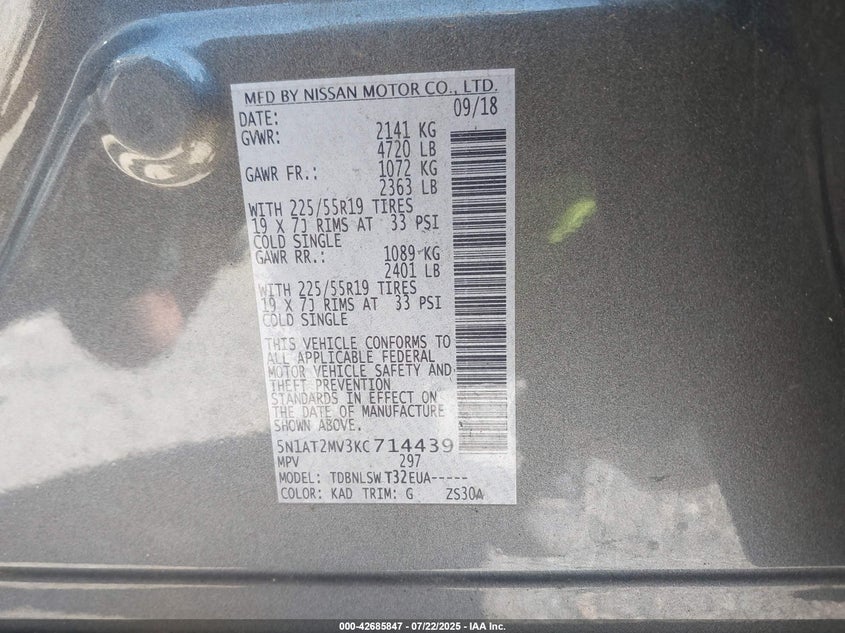 MFD BY NISSAN MOTOR CO., LTD.
DATE: 09/18
GVWR: 2141 KG
4720 LB
GAWR FR.: 1072 KG
2363 LB
WITH 225/55R19 TIRES
19 X 7J RIMS AT 33 PSI
COLD SINGLE
GAWR RR.: 1089 KG
2401 LB
WITH 225/55R19 TIRES
19 X 7J RIMS AT 33 PSI
COLD SINGLE
THIS VEHICLE CONFORMS TO
ALL APPLICABLE FEDERAL
MOTOR VEHICLE SAFETY AND
THEFT PREVENTION
STANDARDS IN EFFECT ON
THE DATE OF MANUFACTURE
SHOWN ABOVE.
5N1AT2MV3KC714439
MPV 297
MODEL: TDBNLSWT32EUA-----
COLOR: KAD TRIM: G ZS30A
000-42685847 - 07/22/2025 - IAA Inc.